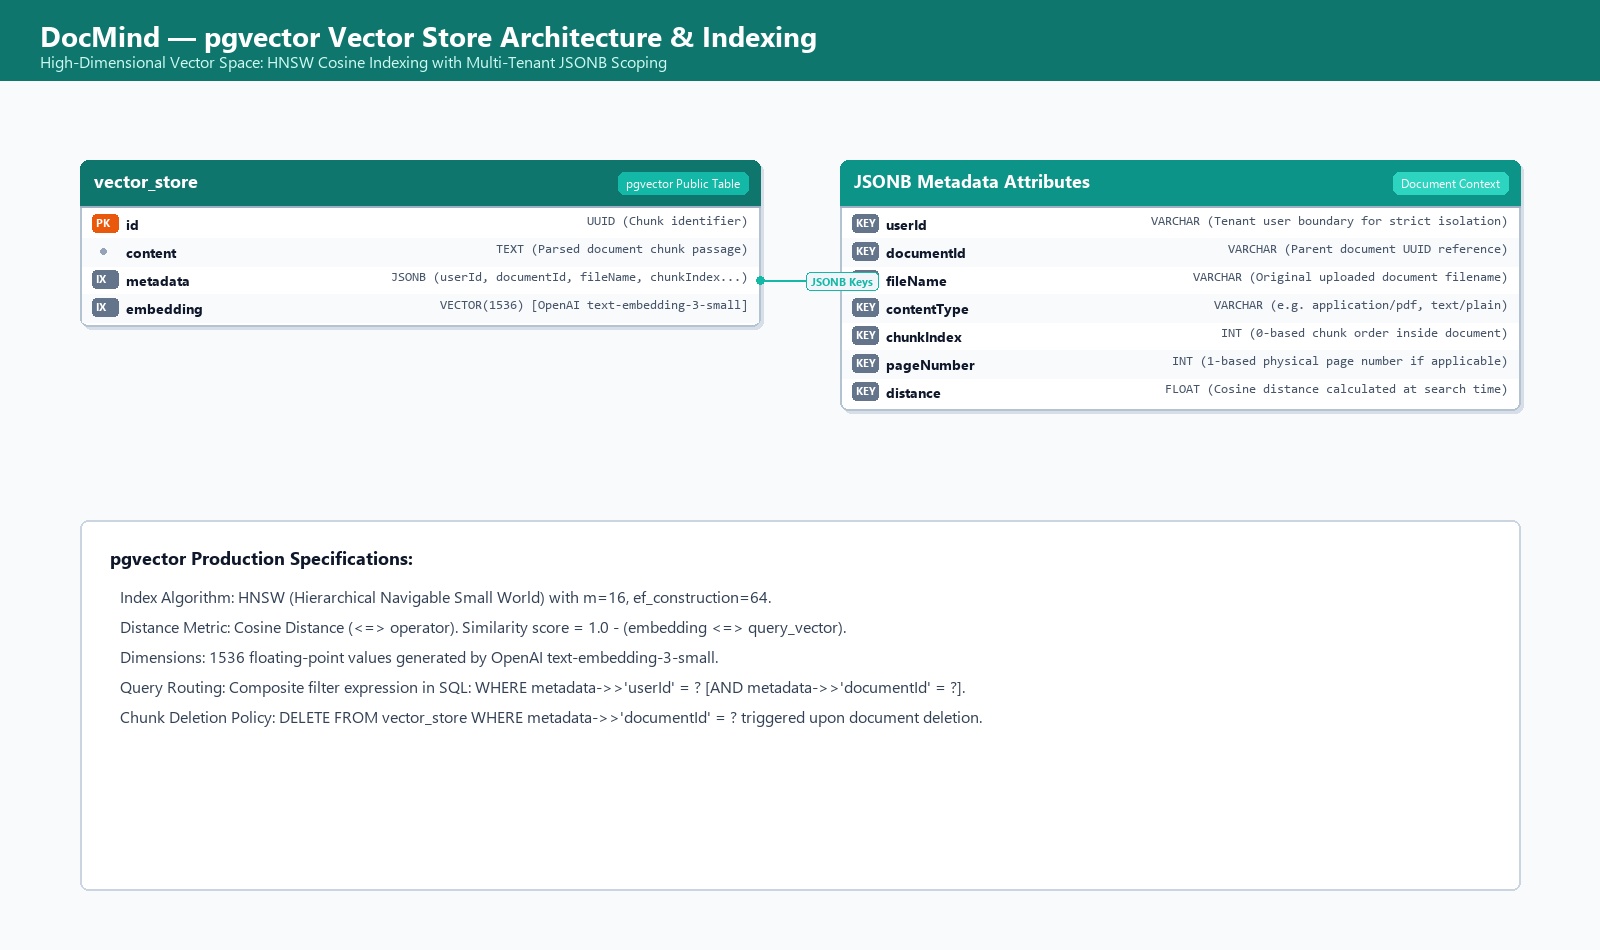 DocMind — pgvector Vector Store Architecture & Indexing
High-Dimensional Vector Space: HNSW Cosine Indexing with Multi-Tenant JSONB Scoping
vector_store
pgvector Public Table
PK id UUID (Chunk identifier)
content TEXT (Parsed document chunk passage)
IX metadata JSONB (userId, documentId, fileName, chunkIndex...)
IX embedding VECTOR(1536) [OpenAI text-embedding-3-small]
JSONB Keys
JSONB Metadata Attributes
Document Context
KEY userId VARCHAR (Tenant user boundary for strict isolation)
KEY documentId VARCHAR (Parent document UUID reference)
fileName VARCHAR (Original uploaded document filename)
KEY contentType VARCHAR (e.g. application/pdf, text/plain)
KEY chunkIndex INT (0-based chunk order inside document)
KEY pageNumber INT (1-based physical page number if applicable)
KEY distance FLOAT (Cosine distance calculated at search time)
pgvector Production Specifications:
Index Algorithm: HNSW (Hierarchical Navigable Small World) with m=16, ef_construction=64.
Distance Metric: Cosine Distance (<=> operator). Similarity score = 1.0 - (embedding <=> query_vector).
Dimensions: 1536 floating-point values generated by OpenAI text-embedding-3-small.
Query Routing: Composite filter expression in SQL: WHERE metadata->>'userId' = ? [AND metadata->>'documentId' = ?].
Chunk Deletion Policy: DELETE FROM vector_store WHERE metadata->>'documentId' = ? triggered upon document deletion.